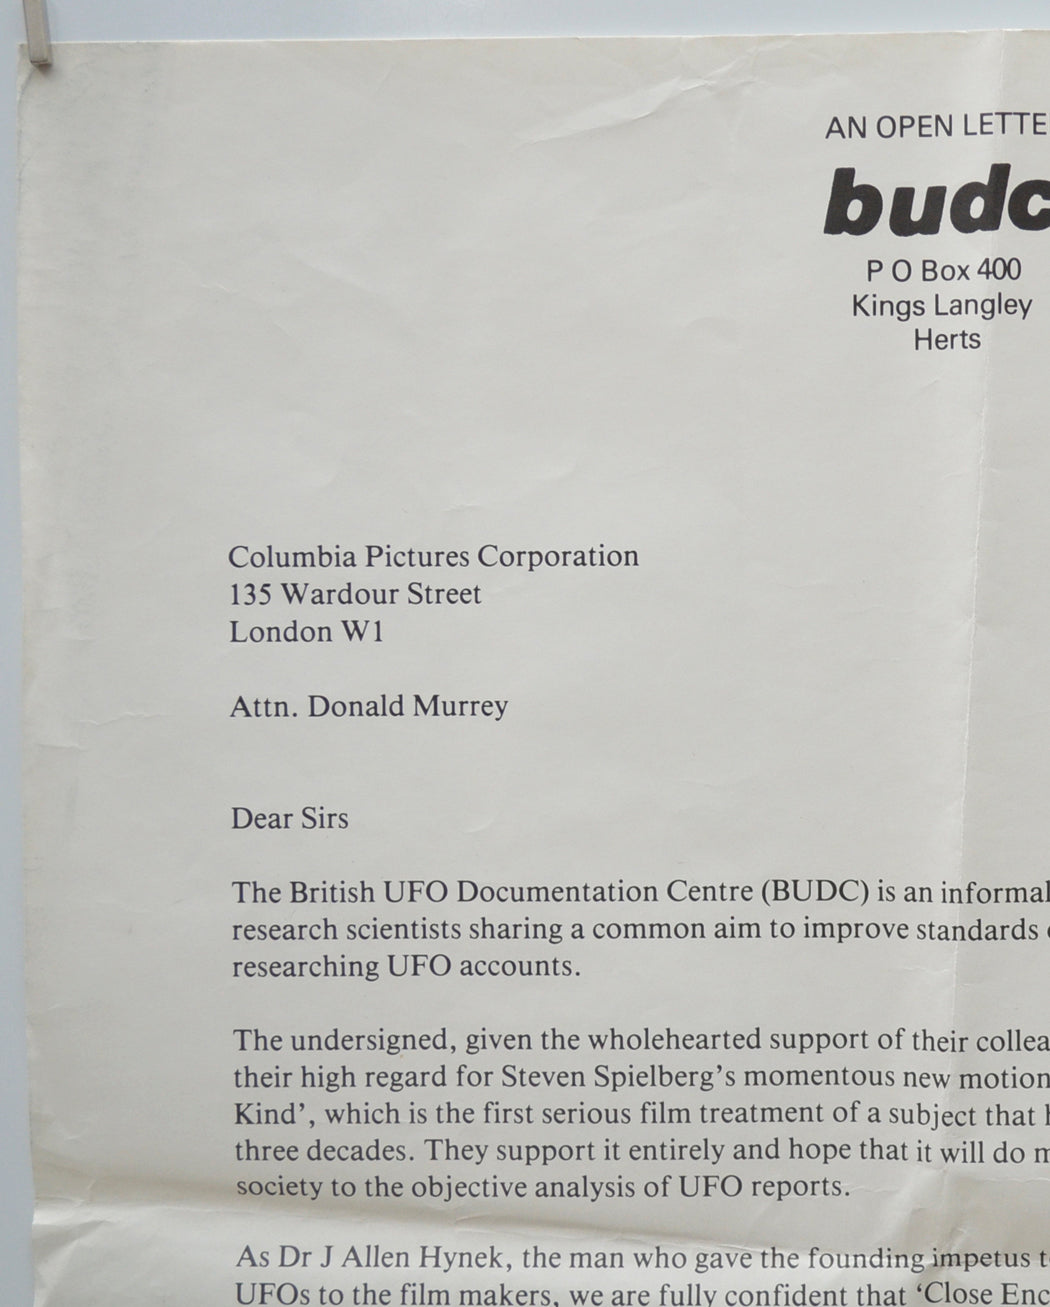 AN OPEN LETTE
budc
P O Box 400
Kings Langley
Herts
Columbia Pictures Corporation
135 Wardour Street
London W1
Attn. Donald Murrey
Dear Sirs
The British UFO Documentation Centre (BUDC) is an informal
research scientists sharing a common aim to improve standards
researching UFO accounts.
The undersigned, given the wholehearted support of their collea
their high regard for Steven Spielberg's momentous new motion
Kind', which is the first serious film treatment of a subject that
three decades. They support it entirely and hope that it will do
society to the objective analysis of UFO reports.
As Dr J Allen Hynek, the man who gave the founding impetus t
UFOs to the film makers, we are fully confident that ‘Close Enc